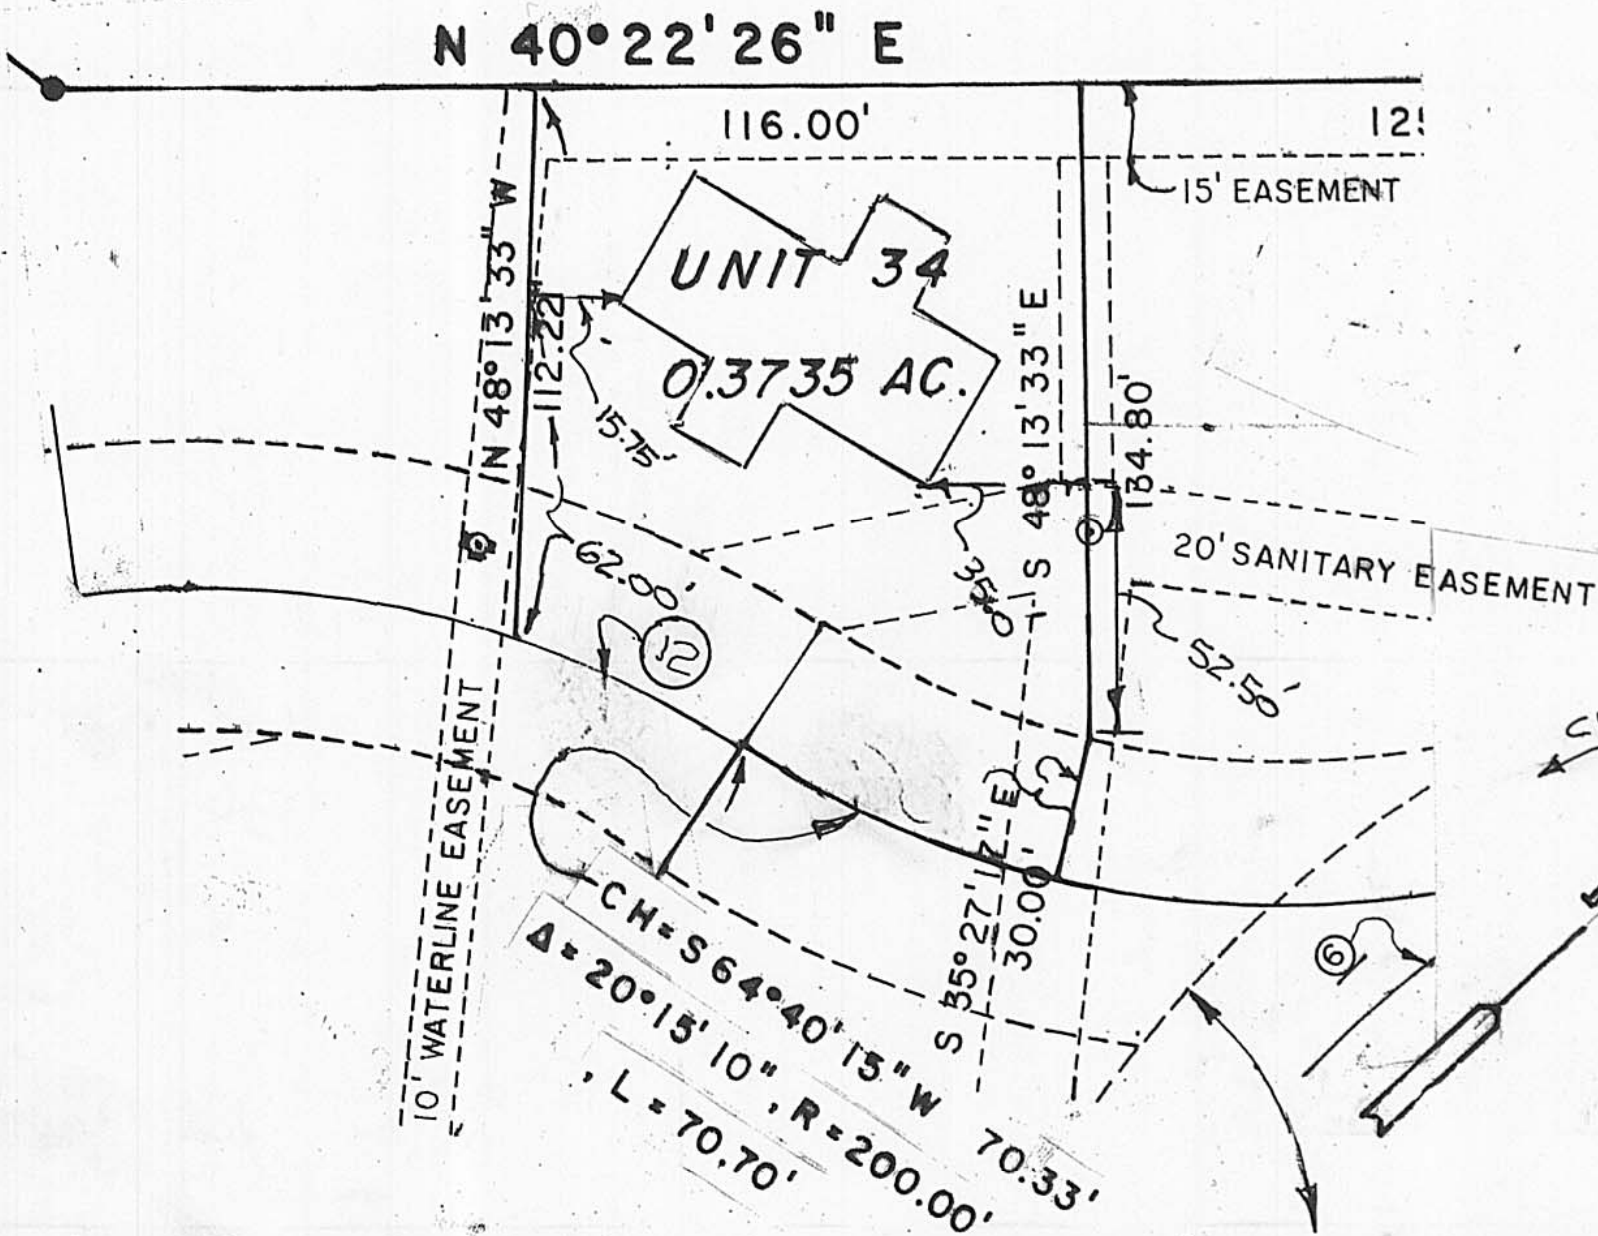 N 40°22'26" E
116.00'
15' EASEMENT
N 48°13'33" W
112.22'
UNIT 34
0.3735 AC.
15.75'
S 48°13'33" E
134.80'
62.00'
12
35.0
20' SANITARY EASEMENT
52.50'
10' WATERLINE EASEMENT
CH = S 64°40'15" W 70.33'
Δ = 20°15'10", R = 200.00'
, L = 70.70'
S 35°27'17" E
30.00'
6